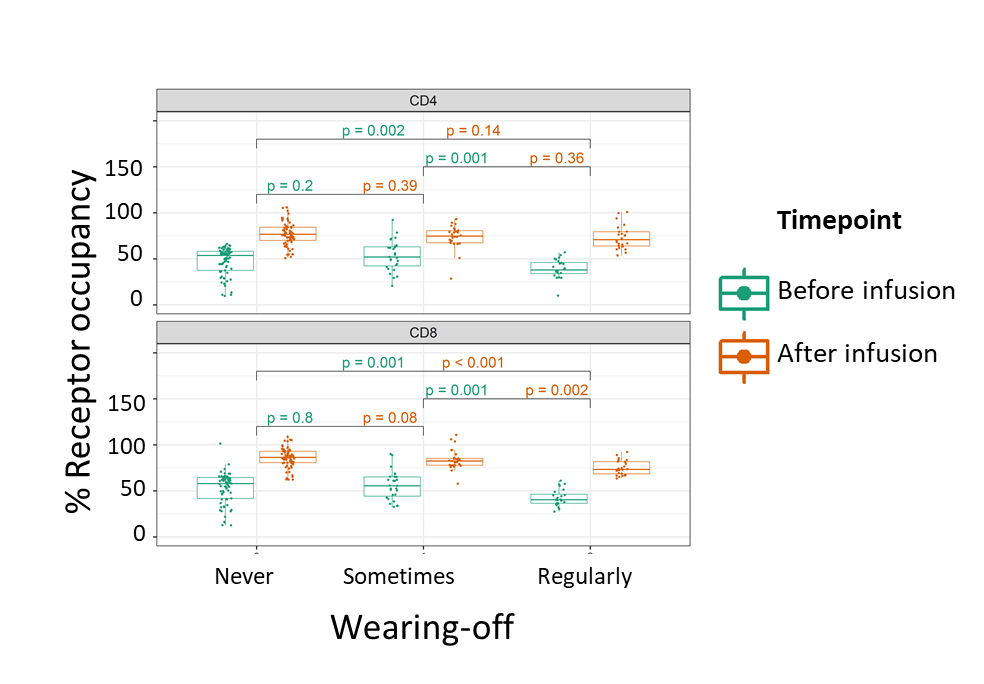 CD4
p = 0.002 p = 0.14
p = 0.001 p = 0.36
p = 0.2 p = 0.39
150
100
50
0
CD8
p = 0.001 p < 0.001
p = 0.001 p = 0.002
p = 0.8 p = 0.08
150
100
50
0
% Receptor occupancy
Never Sometimes Regularly
Wearing-off
Timepoint
Before infusion
After infusion